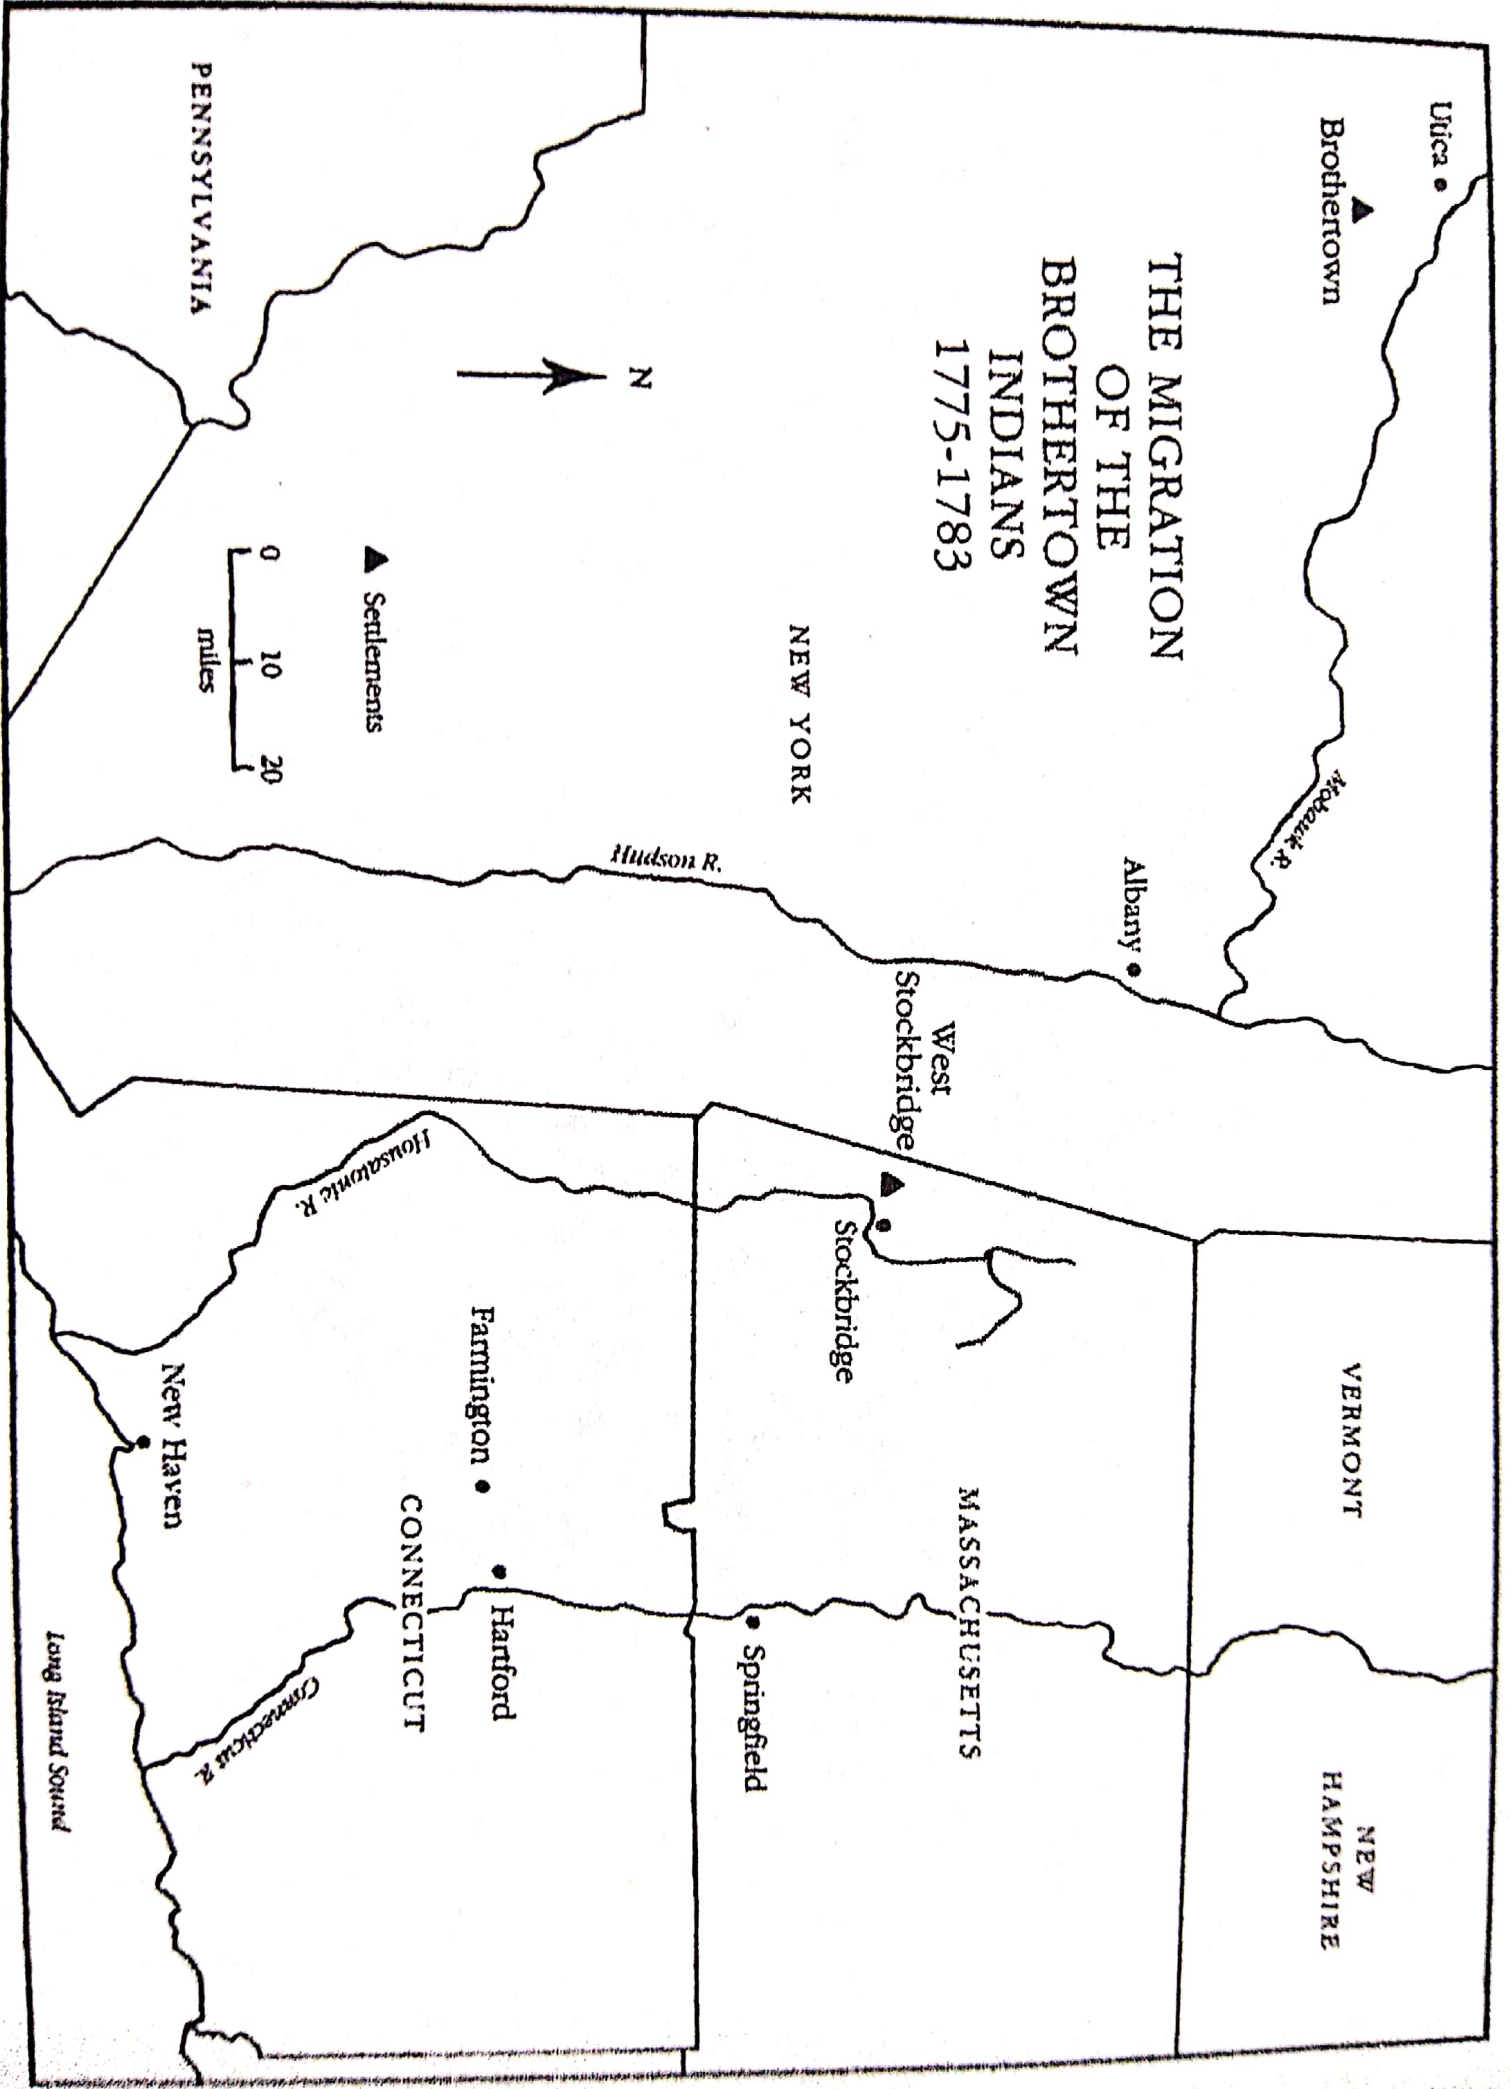 Utica
Brothertown
THE MIGRATION
OF THE
BROTHERTOWN
INDIANS
1775-1783
Mohawk R.
Albany
VERMONT
NEW
HAMPSHIRE
NEW YORK
West
Stockbridge
Stockbridge
MASSACHUSETTS
Hudson R.
Springfield
N
PENNSYLVANIA
Settlements
0 10 20
miles
Housatonic R.
Farmington
Hartford
CONNECTICUT
Connecticut R.
New Haven
Long Island Sound